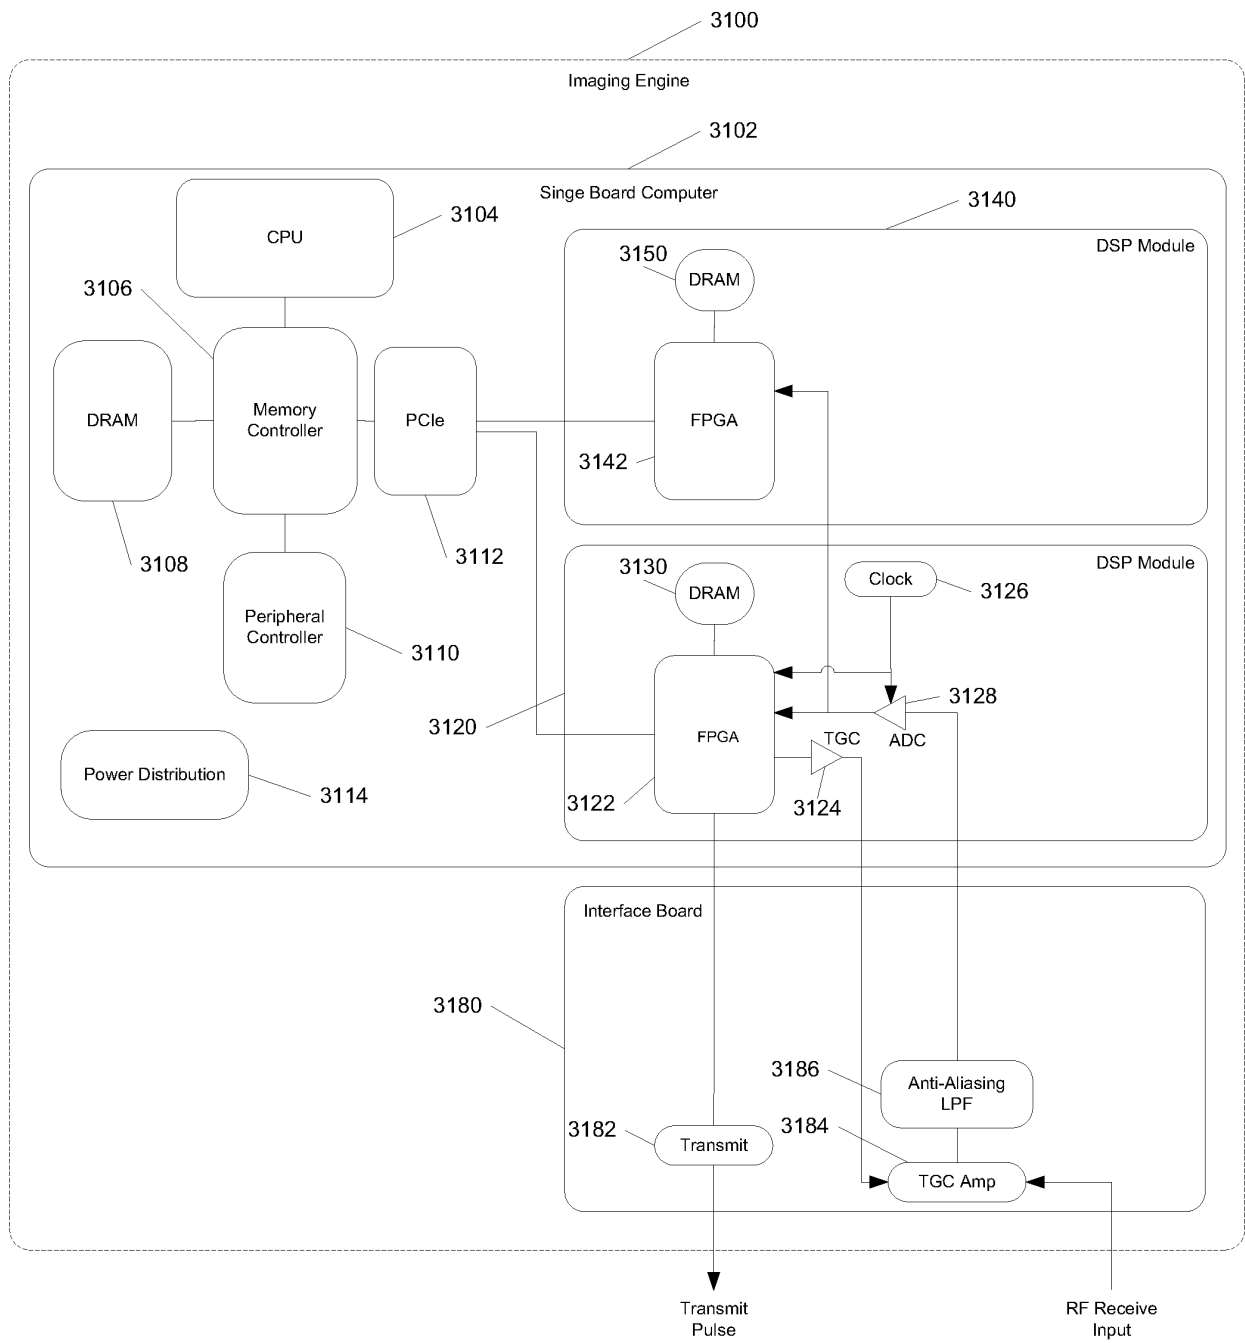 3100
Imaging Engine
3102
Singe Board Computer
3104
CPU
3140
DSP Module
3150
DRAM
3106
DRAM
Memory
Controller
PCIe
FPGA
3142
3108
3112
Peripheral
Controller
3110
DSP Module
3130
DRAM
Clock
3126
3128
3120
FPGA
TGC
ADC
3122
3124
Power Distribution
3114
Interface Board
3180
3186
Anti-Aliasing
LPF
3182
Transmit
3184
TGC Amp
Transmit
Pulse
RF Receive
Input